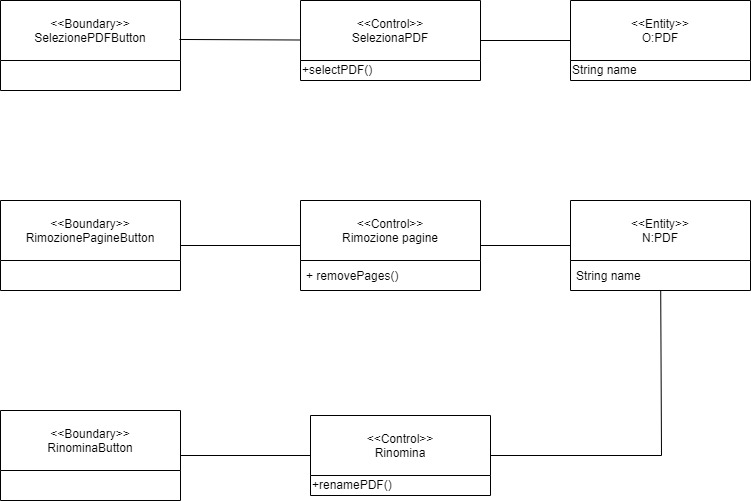 <<Boundary>>
SelezionePDFButton
<<Control>>
SelezionaPDF
+selectPDF()
<<Entity>>
O:PDF
String name
<<Boundary>>
RimozionePagineButton
<<Control>>
Rimozione pagine
+ removePages()
<<Entity>>
N:PDF
String name
<<Boundary>>
RinominaButton
<<Control>>
Rinomina
+renamePDF()